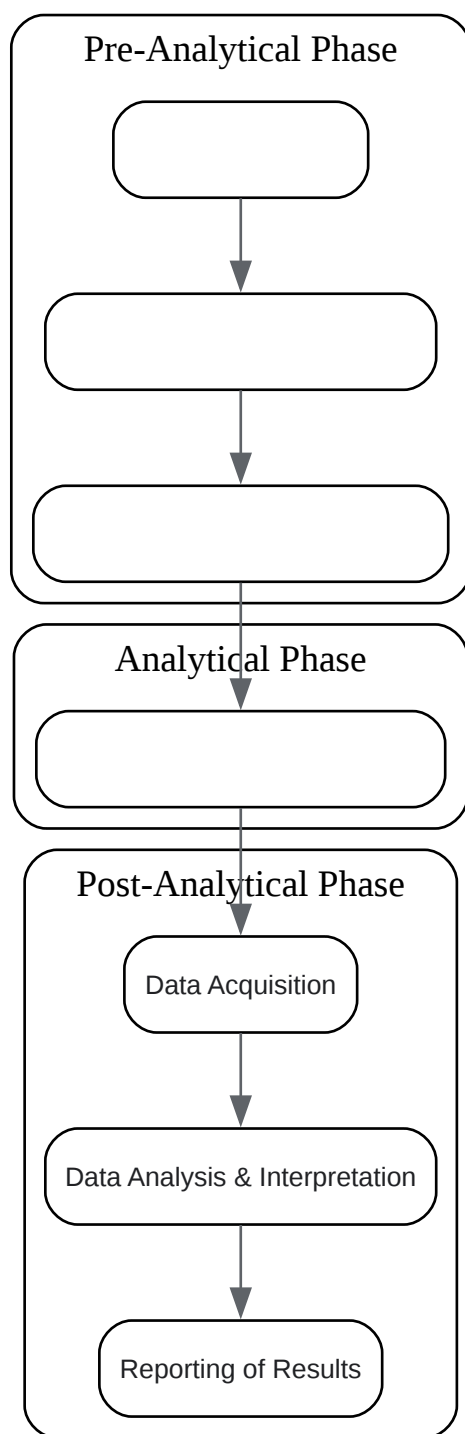 Pre-Analytical Phase
Analytical Phase
Post-Analytical Phase
Data Acquisition
Data Analysis & Interpretation
Reporting of Results